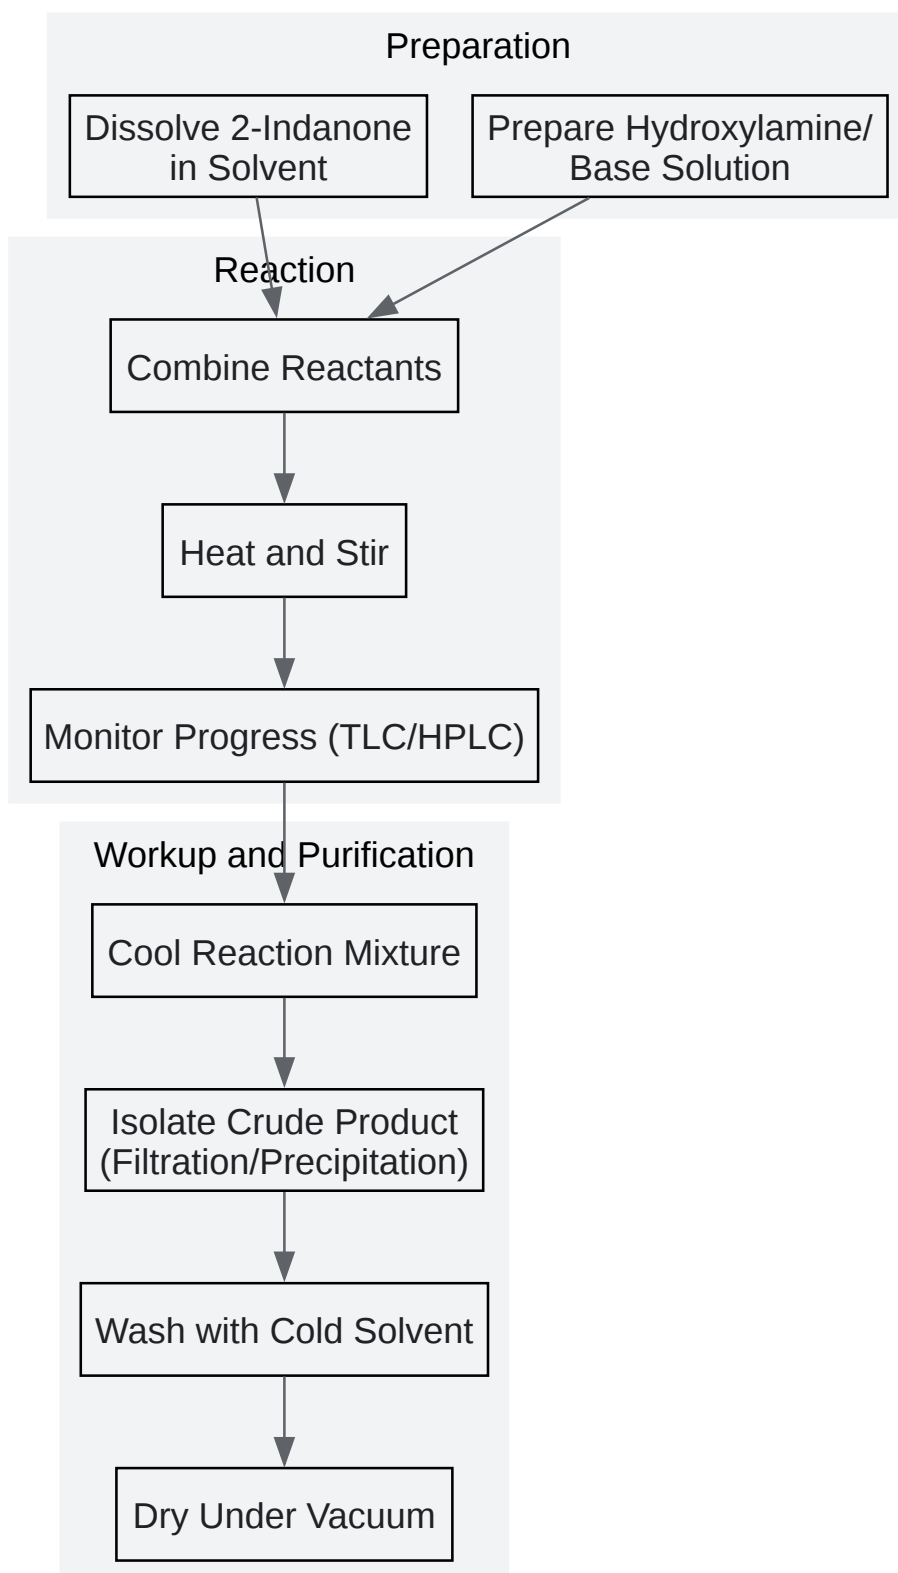 Preparation
Dissolve 2-Indanone
in Solvent
Prepare Hydroxylamine/
Base Solution
Reaction
Combine Reactants
Heat and Stir
Monitor Progress (TLC/HPLC)
Workup and Purification
Cool Reaction Mixture
Isolate Crude Product
(Filtration/Precipitation)
Wash with Cold Solvent
Dry Under Vacuum